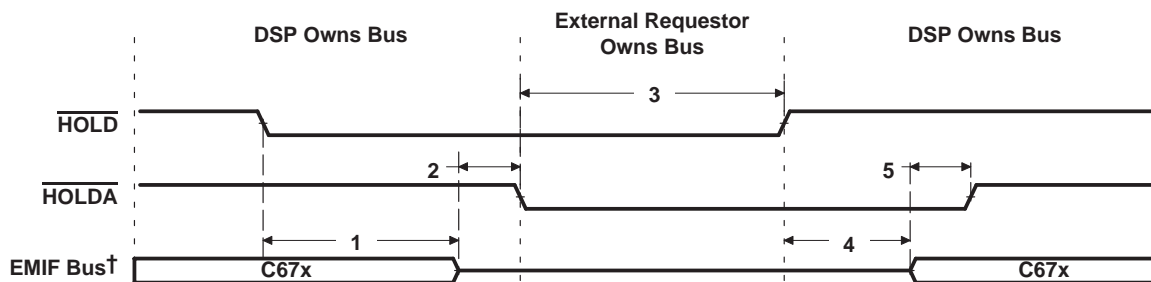 DSP Owns Bus
External Requestor
Owns Bus
DSP Owns Bus
3
HOLD
2
5
HOLDA
1
4
EMIF Bus†
C67x
C67x